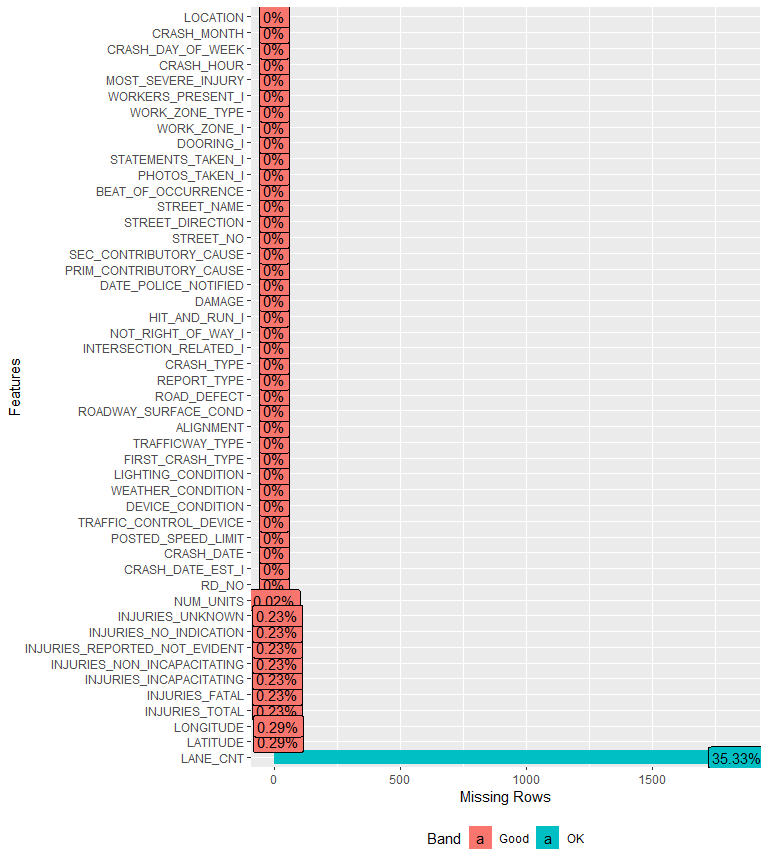 LOCATION 0%
CRASH_MONTH 0%
CRASH_DAY_OF_WEEK 0%
CRASH_HOUR 0%
MOST_SEVERE_INJURY 0%
WORKERS_PRESENT_I 0%
WORK_ZONE_TYPE 0%
WORK_ZONE_I 0%
DOORING_I 0%
STATEMENTS_TAKEN_I 0%
PHOTOS_TAKEN_I 0%
BEAT_OF_OCCURRENCE 0%
STREET_NAME 0%
STREET_DIRECTION 0%
STREET_NO 0%
SEC_CONTRIBUTORY_CAUSE 0%
PRIM_CONTRIBUTORY_CAUSE 0%
DATE_POLICE_NOTIFIED 0%
DAMAGE 0%
HIT_AND_RUN_I 0%
NOT_RIGHT_OF_WAY_I 0%
INTERSECTION_RELATED_I 0%
CRASH_TYPE 0%
REPORT_TYPE 0%
ROAD_DEFECT 0%
ROADWAY_SURFACE_COND 0%
ALIGNMENT 0%
TRAFFICWAY_TYPE 0%
FIRST_CRASH_TYPE 0%
LIGHTING_CONDITION 0%
WEATHER_CONDITION 0%
DEVICE_CONDITION 0%
TRAFFIC_CONTROL_DEVICE 0%
POSTED_SPEED_LIMIT 0%
CRASH_DATE 0%
CRASH_DATE_EST_I 0%
RD_NO 0%
NUM_UNITS 0.02%
INJURIES_UNKNOWN 0.23%
INJURIES_NO_INDICATION 0.23%
INJURIES_REPORTED_NOT_EVIDENT 0.23%
INJURIES_NON_INCAPACITATING 0.23%
INJURIES_INCAPACITATING 0.23%
INJURIES_FATAL 0.23%
INJURIES_TOTAL 0.23%
LONGITUDE 0.29%
LATITUDE 0.29%
LANE_CNT 35.33%
Features
0 500 1000 1500
Missing Rows
Band a Good a OK